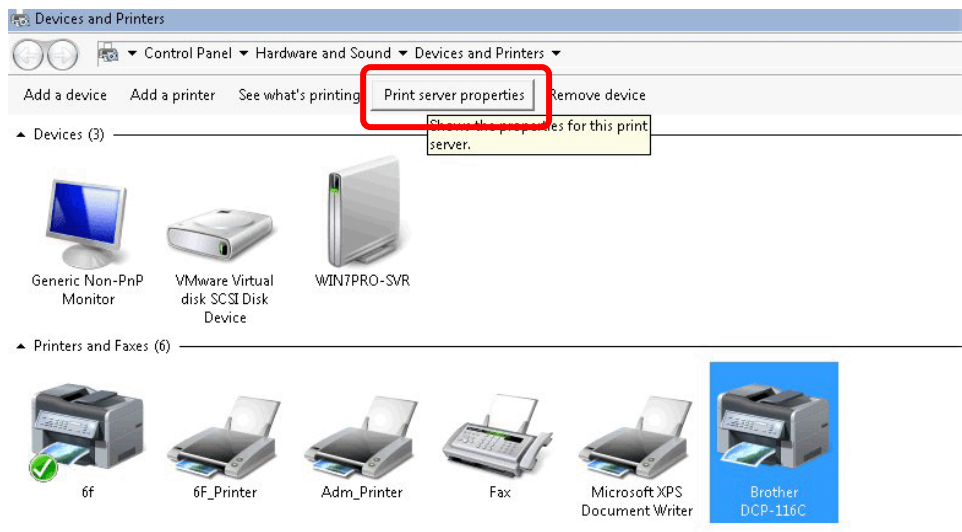 Devices and Printers
Control Panel ▾ Hardware and Sound ▾ Devices and Printers ▾
Add a device Add a printer See what's printing Print server properties Remove device
Shows the properties for this print
server.
Devices (3)
Generic Non-PnP
Monitor
VMware Virtual
disk SCSI Disk
Device
WIN7PRO-SVR
Printers and Faxes (6)
6f
6F_Printer
Adm_Printer
Fax
Microsoft XPS
Document Writer
Brother
DCP-116C